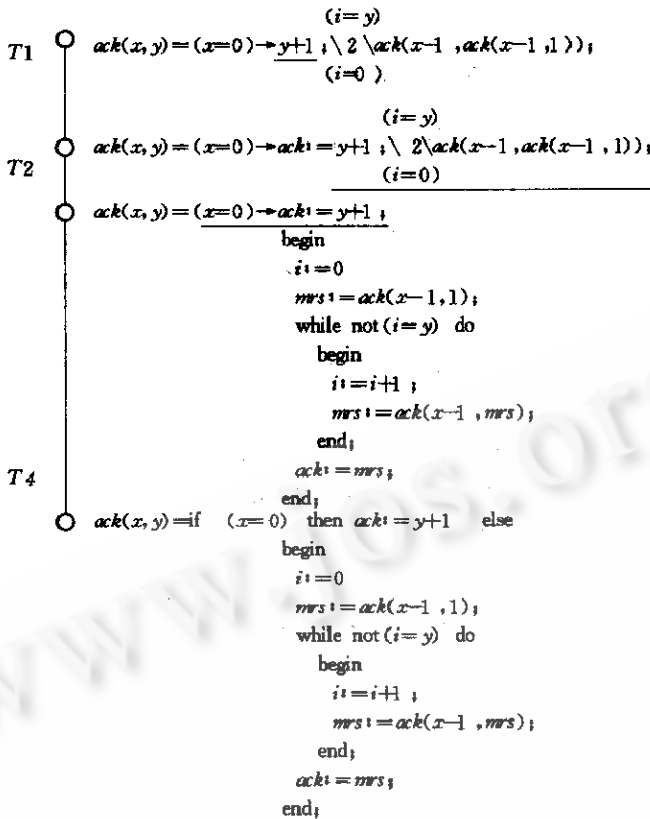 (i=y)
T1 ack(x,y)=(x=0)→y+1 ;\ 2 \ack(x-1 ,ack(x-1 ,1));
(i=0 )
(i=y)
T2 ack(x,y)=(x=0)→ack:=y+1 ;\ 2\ack(x-1 ,ack(x-1 , 1));
(i=0)
ack(x,y)=(x=0)→ack:=y+1 ;
begin
i:=0
mrs:=ack(x-1,1);
while not(i=y) do
begin
i:=i+1 ;
mrs:=ack(x-1 ,mrs);
end;
T4 ack:=mrs;
end;
ack(x,y)=if (x=0) then ack:=y+1 else
begin
i:=0
mrs:=ack(x-1 ,1);
while not(i=y) do
begin
i:=i+1 ;
mrs:=ack(x-1 ,mrs);
end;
ack:=mrs;
end;
www.jos.or